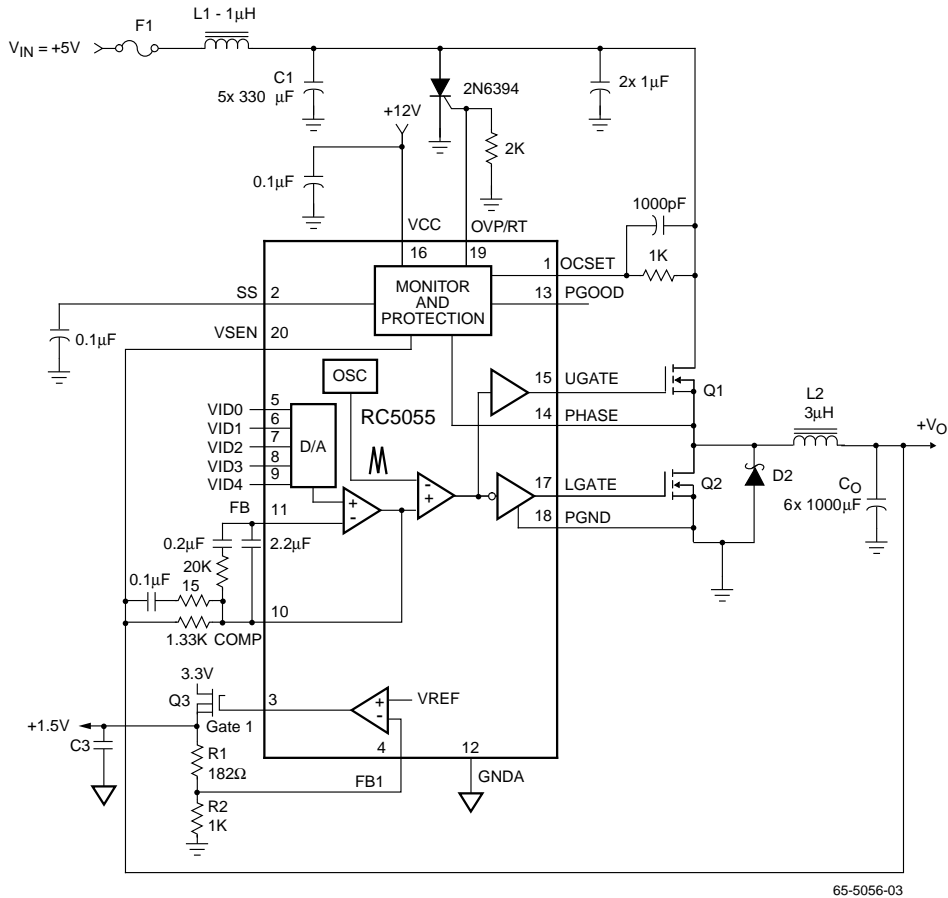 F1
L1 - 1µH
VIN = +5V
C1
5x 330 µF
2N6394
2x 1µF
+12V
2K
0.1µF
1000pF
VCC
OVP/RT
16
19
1K
1
OCSET
MONITOR
AND
PROTECTION
13
PGOOD
SS
2
0.1µF
VSEN
20
OSC
15
UGATE
Q1
L2
3µH
+VO
VID0
5
VID1
6
VID2
7
VID3
8
VID4
9
D/A
RC5055
14
PHASE
+
-
-
+
17
LGATE
Q2
D2
CO
6x 1000µF
FB
11
18
PGND
0.2µF
2.2µF
20K
0.1µF
15
10
1.33K
COMP
3.3V
Q3
3
+
-
VREF
+1.5V
Gate 1
C3
4
12
R1
182Ω
FB1
GNDA
R2
1K
65-5056-03